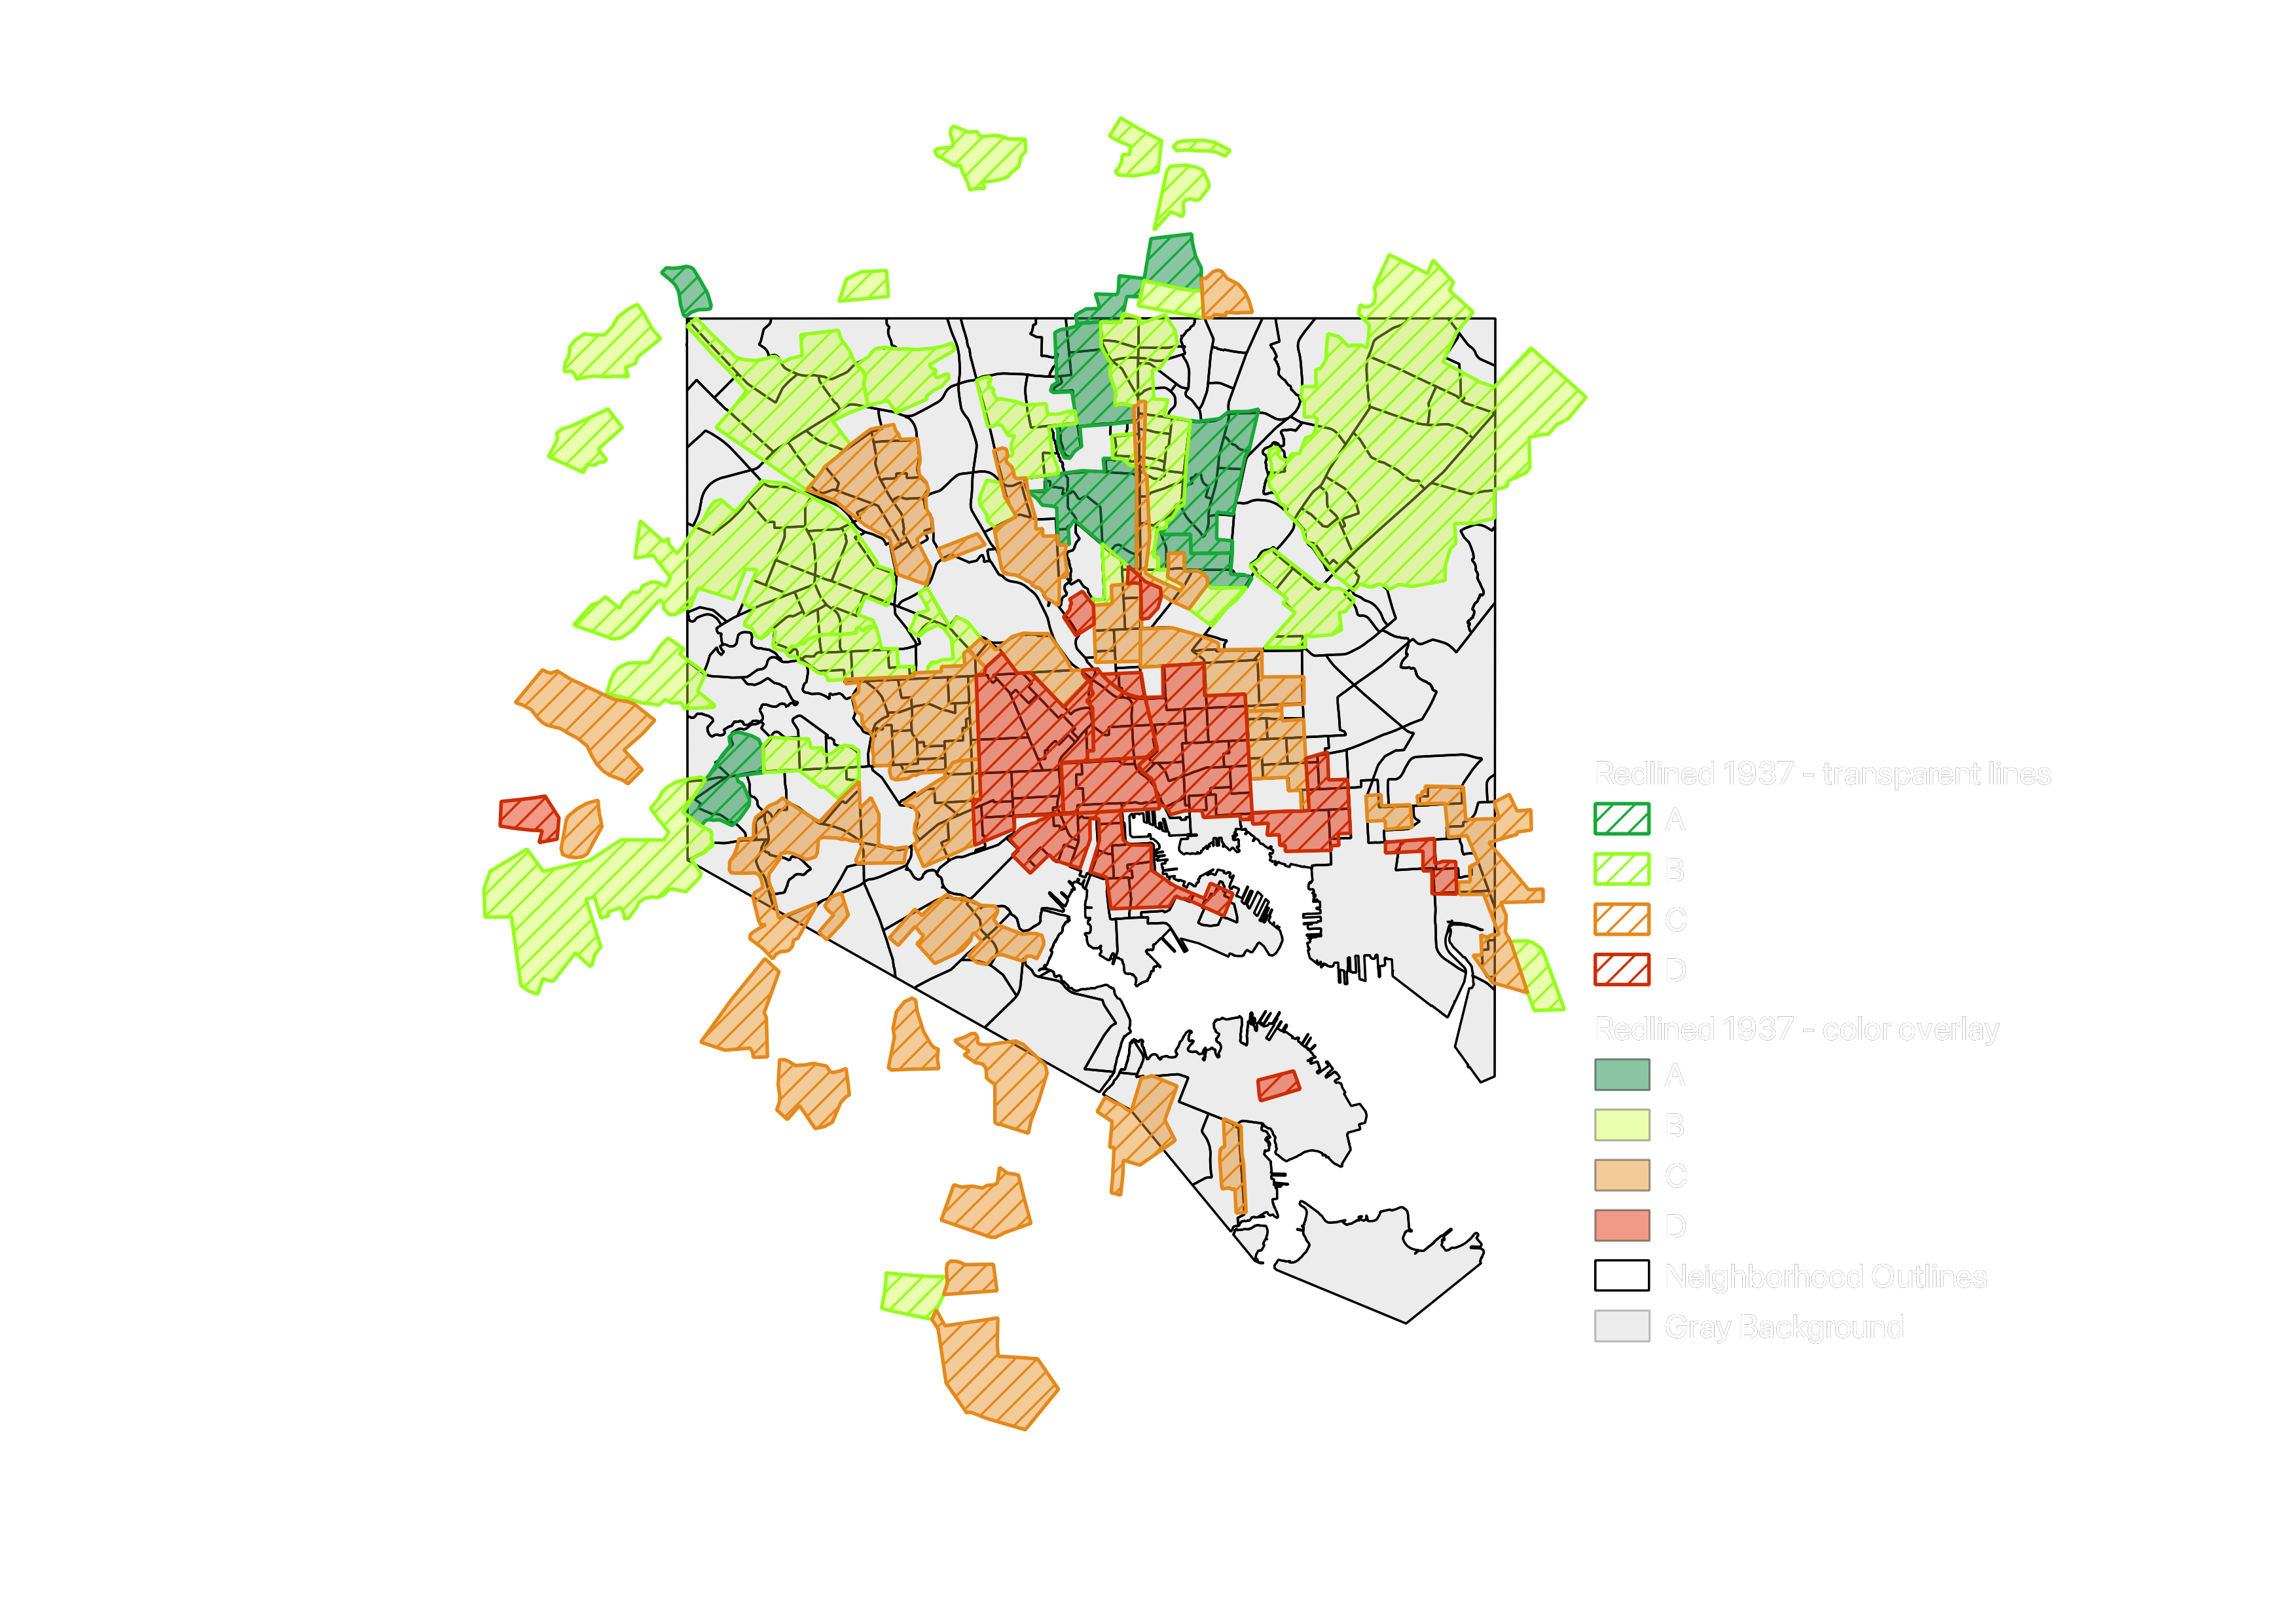 Redlined 1937 - transparent lines
A
B
C
D
Redlined 1937 - color overlay
A
B
C
D
Neighborhood Outlines
Gray Background